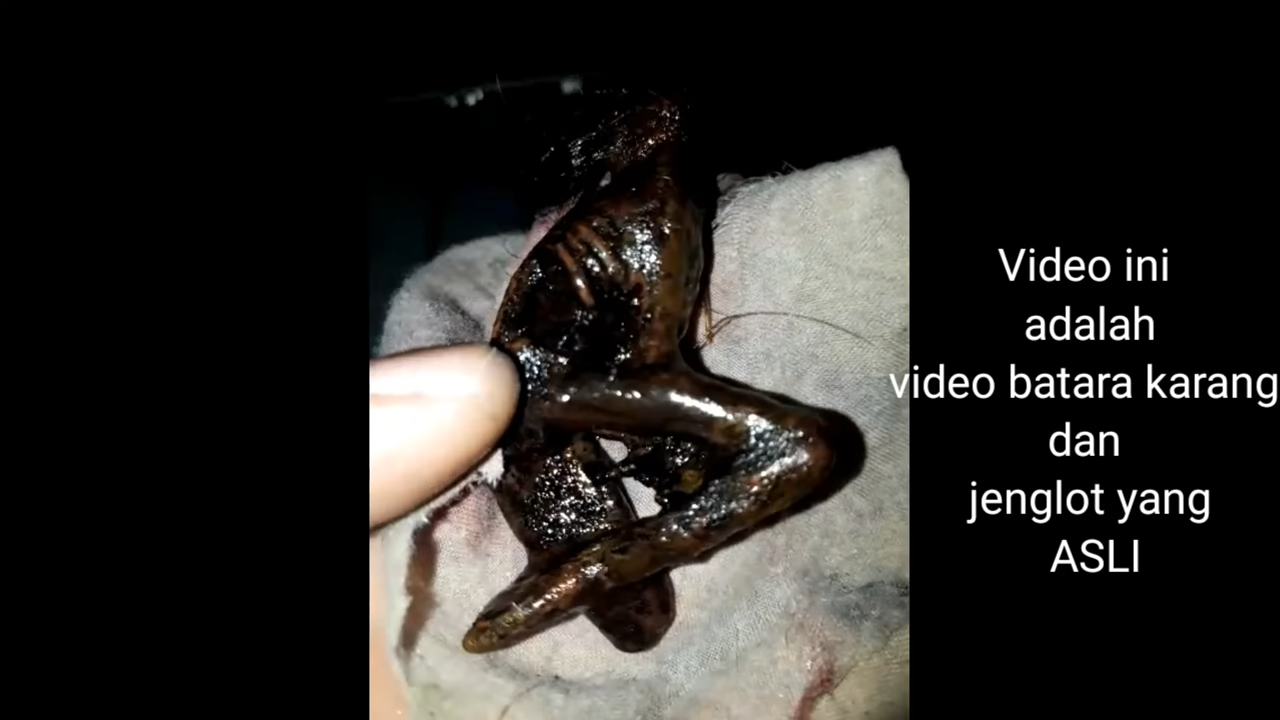 Video ini
adalah
video batara karang
dan
jenglot yang
ASLI